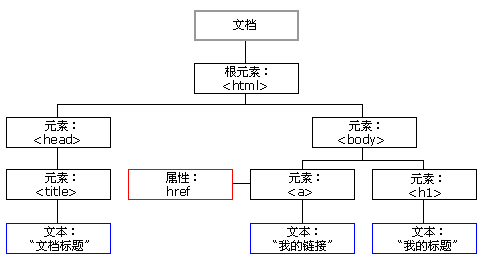 文档
根元素：
<html>
元素：
<head>
元素：
<body>
元素：
<title>
属性：
href
元素：
<a>
元素：
<h1>
文本：
“文档标题”
文本：
“我的链接”
文本：
“我的标题”